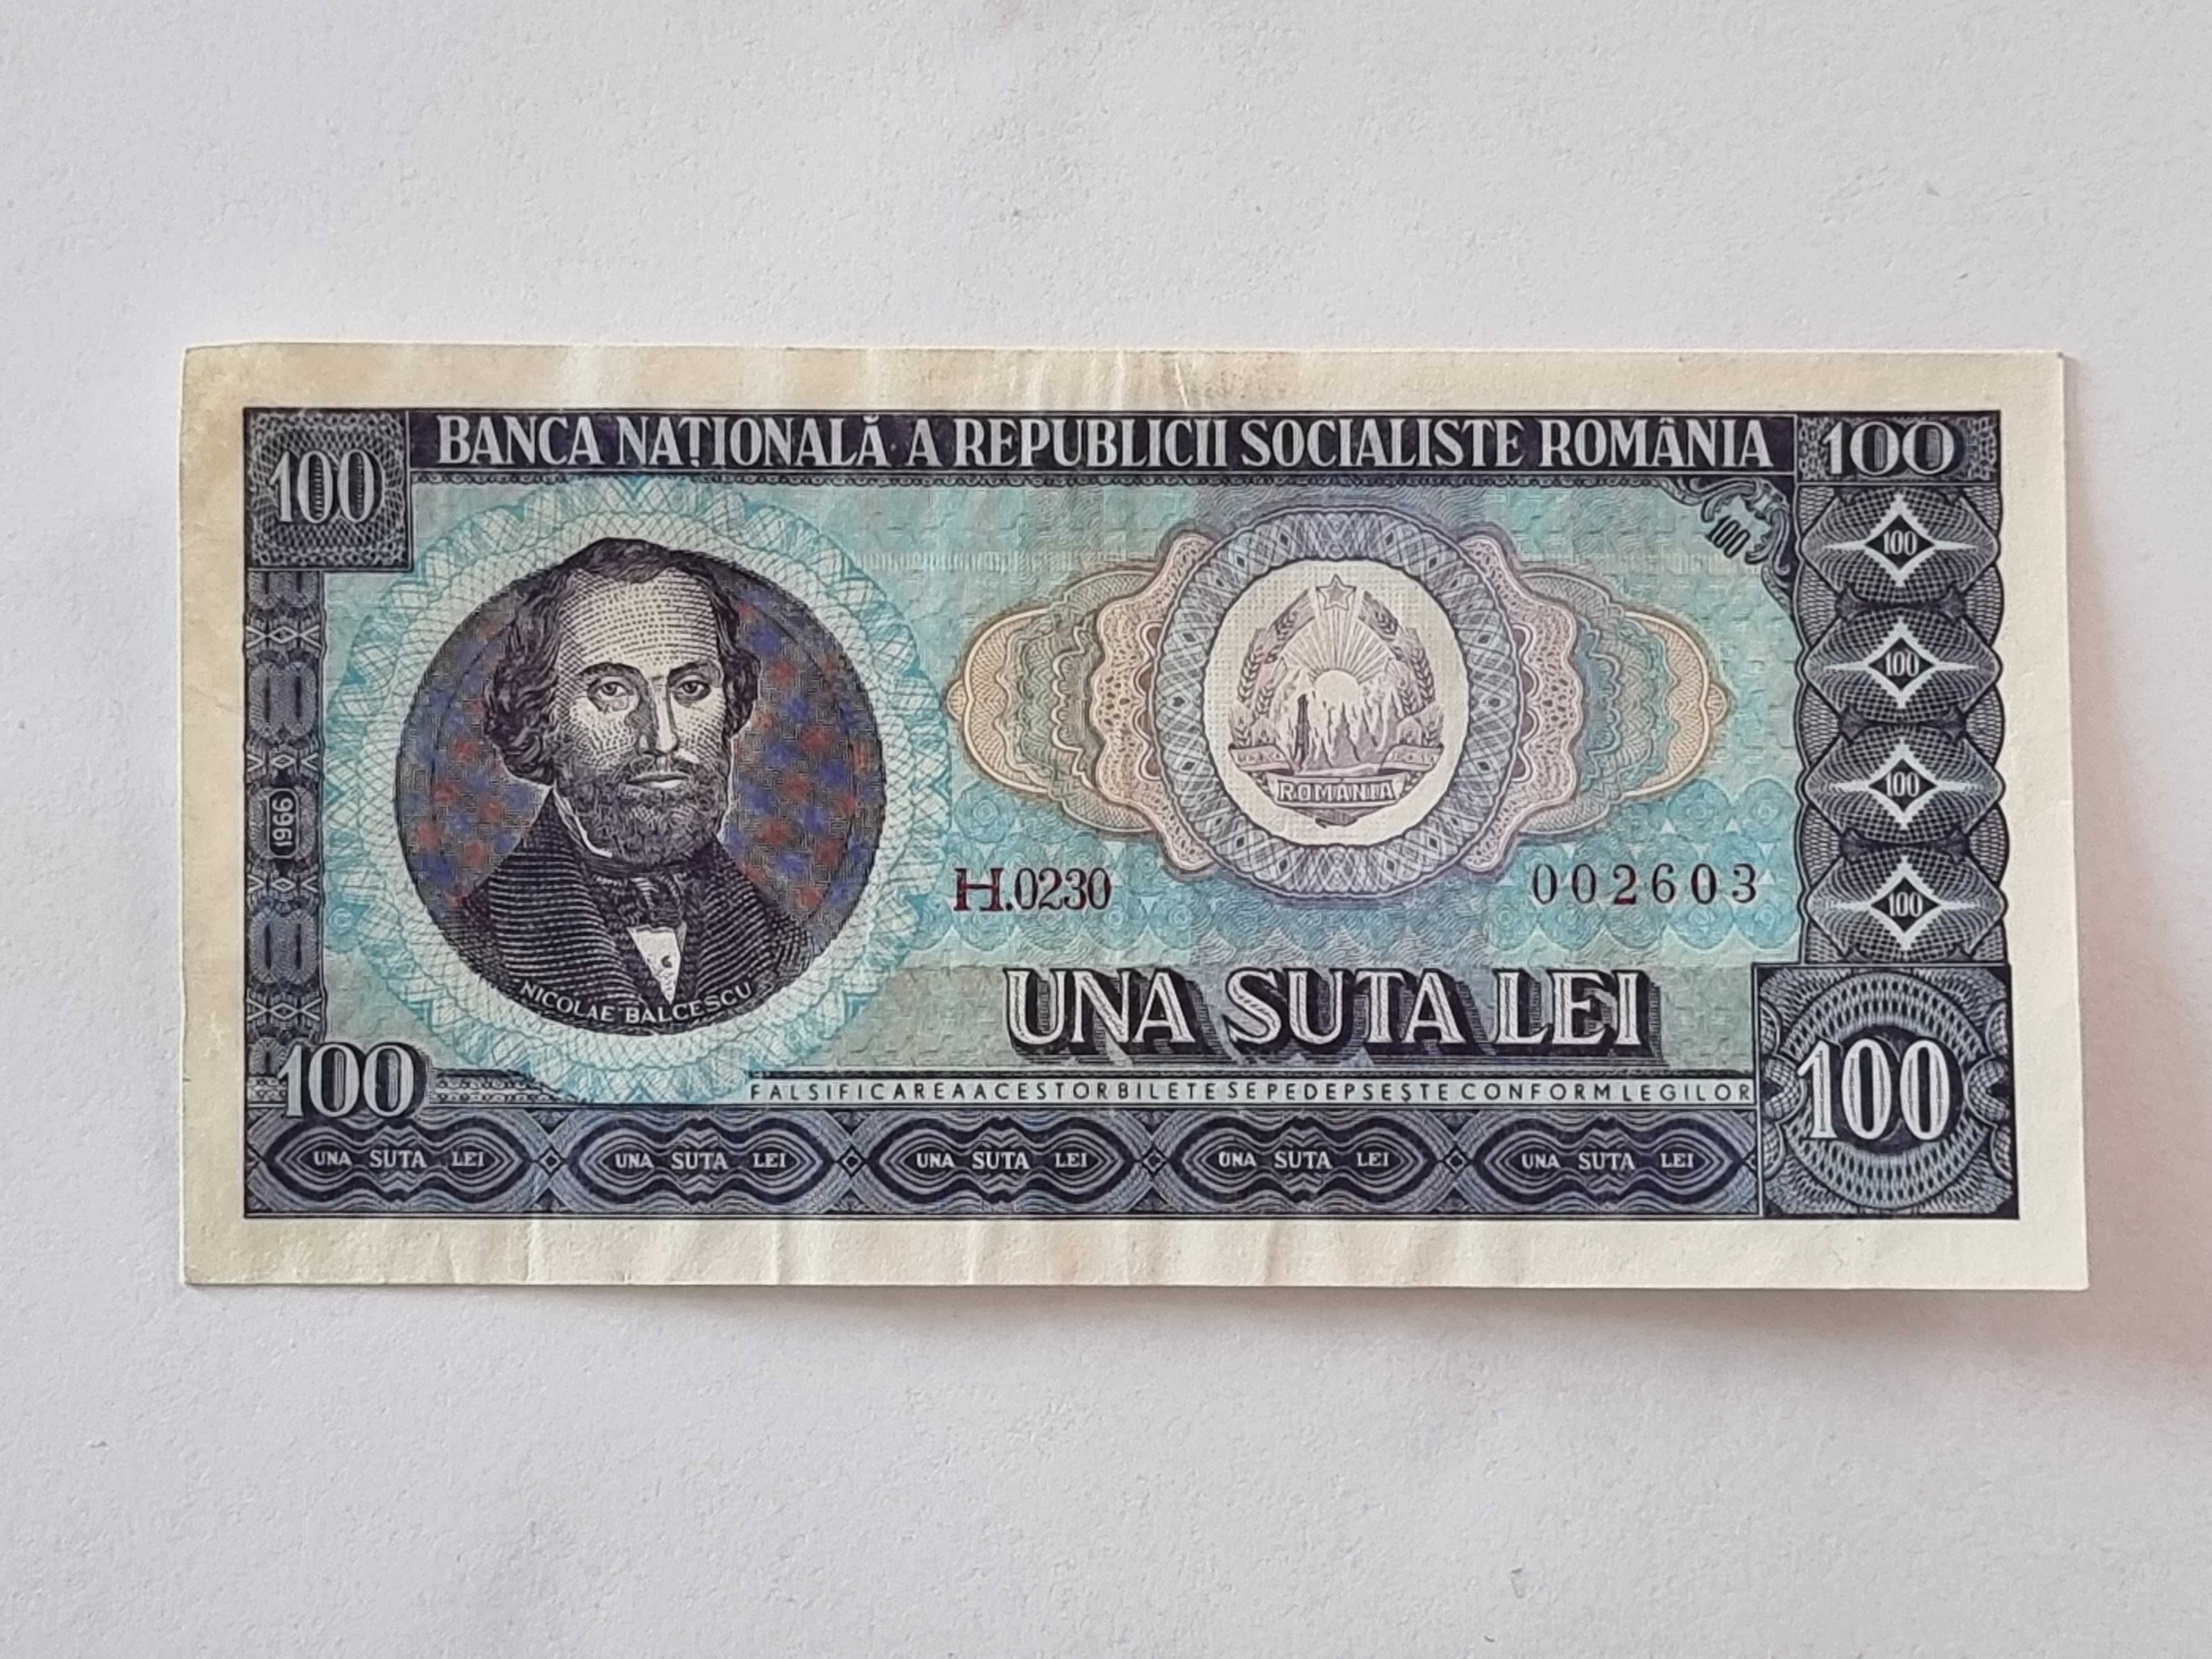 100
BANCA NAȚIONALĂ A REPUBLICII SOCIALISTE ROMÂNIA
100
100
100
100
100
100
1966
ROMÂNIA
H.0230
002603
NICOLAE BALCESCU
UNA SUTA LEI
100
FALSIFICAREA ACESTOR BILETE SE PEDEPSEȘTE CONFORM LEGILOR
100
UNA SUTA LEI
UNA SUTA LEI
UNA SUTA LEI
UNA SUTA LEI
UNA SUTA LEI